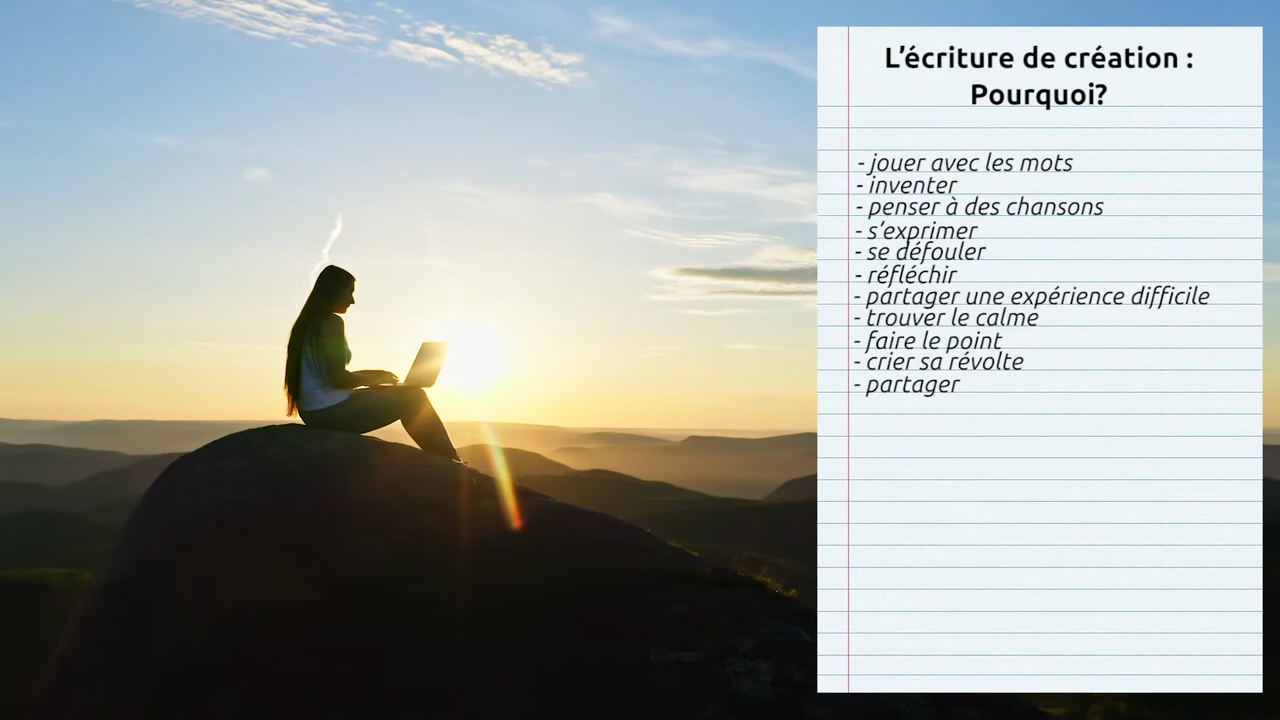 L’écriture de création :
Pourquoi?
- jouer avec les mots
- inventer
- penser à des chansons
- s’exprimer
- se défouler
- réfléchir
- partager une expérience difficile
- trouver le calme
- faire le point
- crier sa révolte
- partager